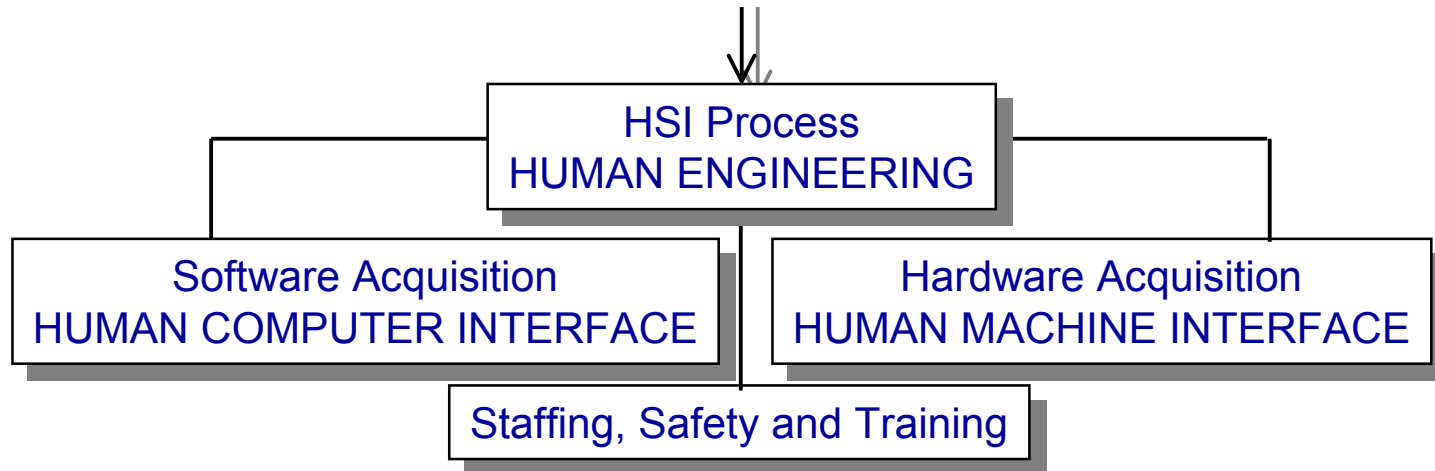 HSI Process
HUMAN ENGINEERING
Software Acquisition
HUMAN COMPUTER INTERFACE
Hardware Acquisition
HUMAN MACHINE INTERFACE
Staffing, Safety and Training